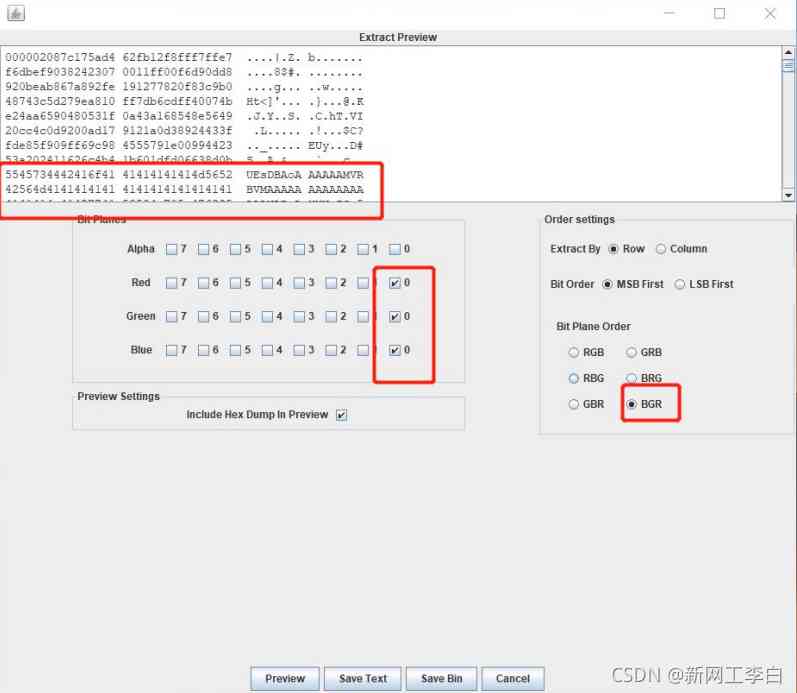 Extract Preview
000002087c175ad4 62fb12f8fff7ffe7 ....|.Z. b.......
f6dbef9038242307 0011ff00f6d90dd8 ....8$#. ........
920beab867a892fe 191277820f83c9b0 ....g... ..w.....
48743c5d279ea810 ff7db6cdff40074b Ht<]'... .}...@.K
e24aa6590480531f 0a43a168548e5649 .J.Y..S. .C.hT.VI
20cc4c0d9200ad17 9121a0d38924433f .L..... .!...$C?
fde85f909ff69c98 4555791e00994423 .._..... EUy...D#
5545734442416f41 41414141414d5652 UEsDBAoA AAAAAMVR
42564d4141414141 4141414141414141 BVMAAAAA AAAAAAAA
Bit Planes
Order settings
Alpha 7 6 5 4 3 2 1 0
Extract By Row Column
Red 7 6 5 4 3 2 0
Bit Order MSB First LSB First
Green 7 6 5 4 3 2 0
Bit Plane Order
Blue 7 6 5 4 3 2 0
RGB GRB
RBG BRG
Preview Settings
GBR BGR
Include Hex Dump In Preview
Preview Save Text Save Bin Cancel
CSDN @新网工李白